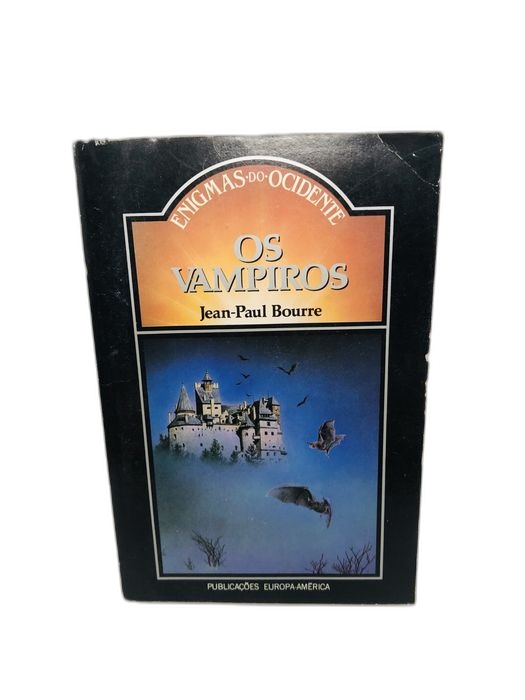 ENIGMAS·DO·OCIDENTE
OS
VAMPIROS
Jean-Paul Bourre
PUBLICAÇÕES EUROPA-AMÉRICA